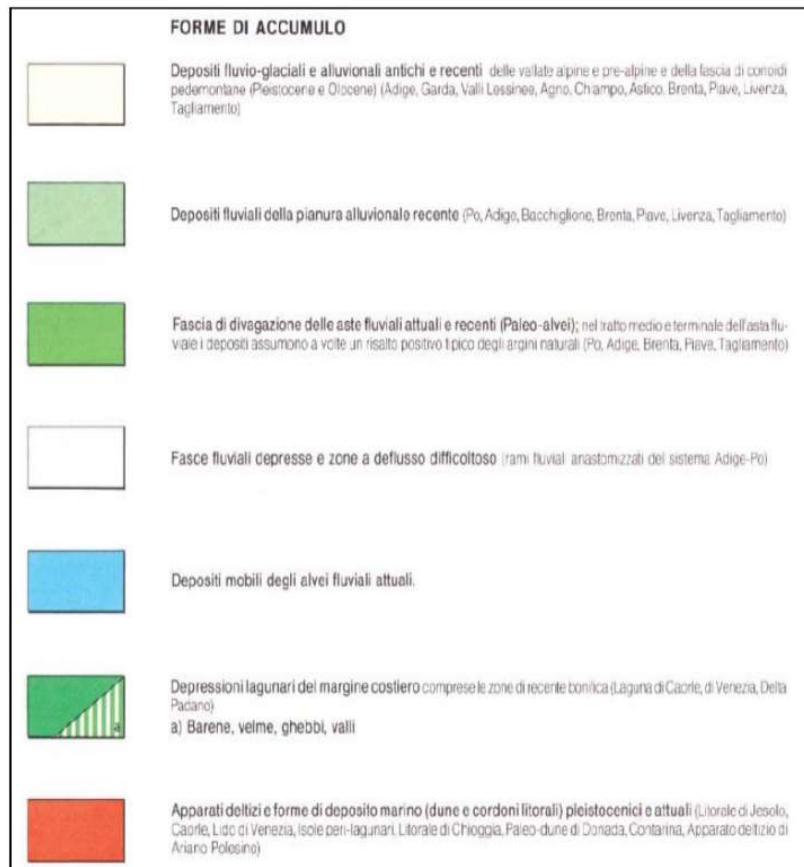 FORME DI ACCUMULO
Depositi fluvio-glaciali e alluvionali antichi e recenti delle vallate alpine e pre-alpine e della fascia di conoidi
pedemontane (Pleistocene e Olocene) (Adige, Garda, Valli Lessinee, Agno, Chiampo, Astico, Brenta, Piave, Livenza,
Tagliamento)
Depositi fluviali della pianura alluvionale recente (Po, Adige, Bacchiglione, Brenta, Piave, Livenza, Tagliamento)
Fascia di divagazione delle aste fluviali attuali e recenti (Paleo-alvei); nel tratto medio e terminale dell'asta flu-
viale i depositi assumono a volte un risalto positivo tipico degli argini naturali (Po, Adige, Brenta, Piave, Tagliamento)
Fasce fluviali depresse e zone a deflusso difficoltoso (rami fluviali anastomizzati del sistema Adige-Po)
Depositi mobili degli alvei fluviali attuali.
Depressioni lagunari del margine costiero comprese le zone di recente bonifica (Laguna di Caorle, di Venezia, Delta
Padano)
a
a) Barene, velme, ghebbi, valli
Apparati deltizi e forme di deposito marino (dune e cordoni litorali) pleistocenici e attuali (Litorale di Jesolo,
Caorle, Lido di Venezia, Isole peri-lagunari, Litorale di Chioggia, Paleo-dune di Donada, Contarina, Apparato deltizio di
Ariano Polesino)